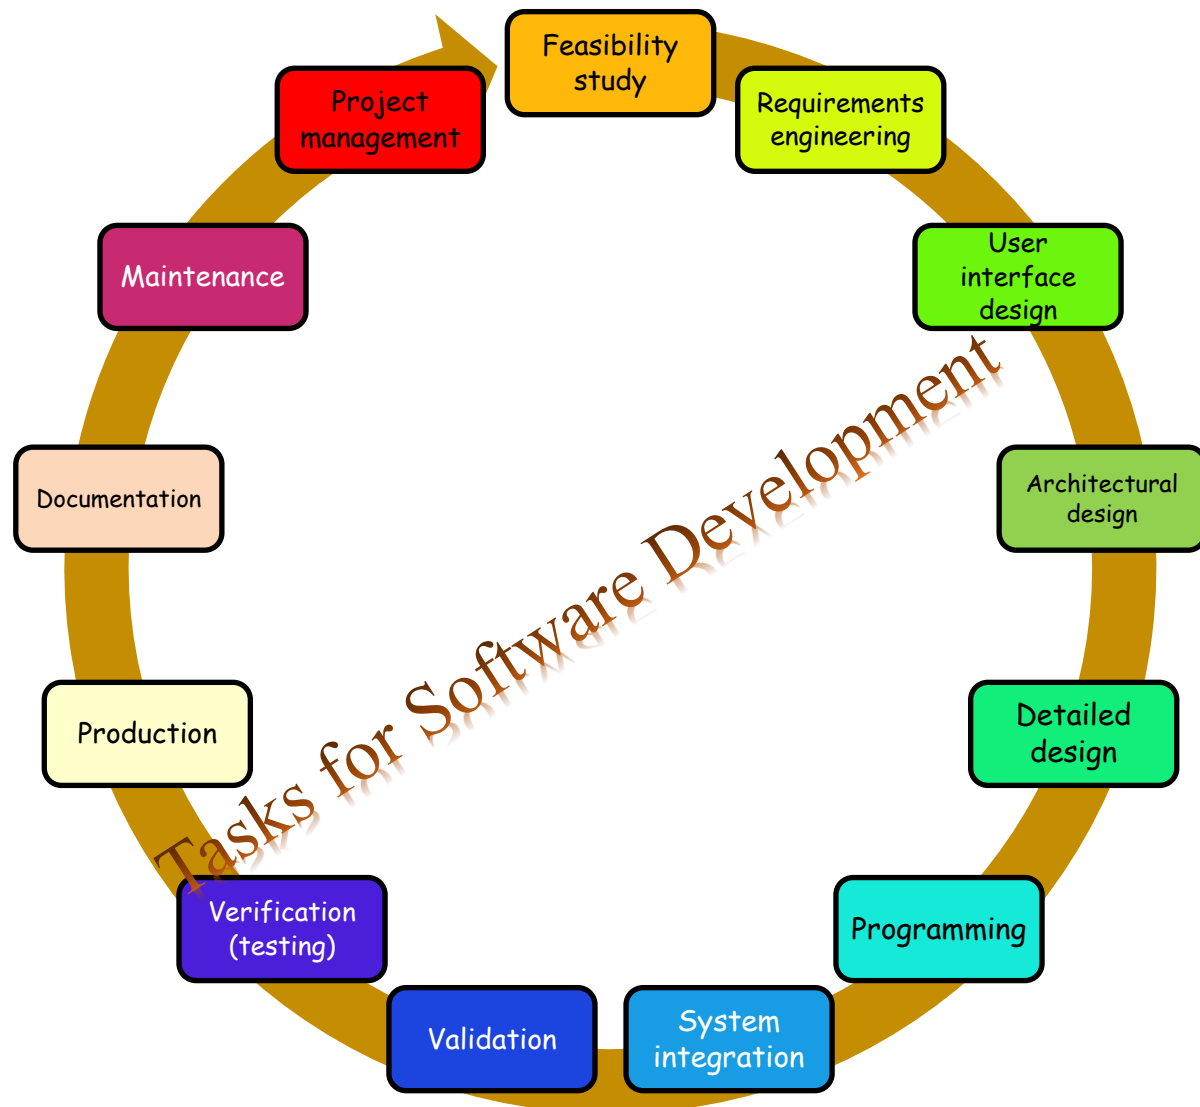 Feasibility
study
Requirements
engineering
User
interface
design
Architectural
design
Detailed
design
Programming
System
integration
Validation
Verification
(testing)
Production
Documentation
Maintenance
Project
management
Tasks for Software Development